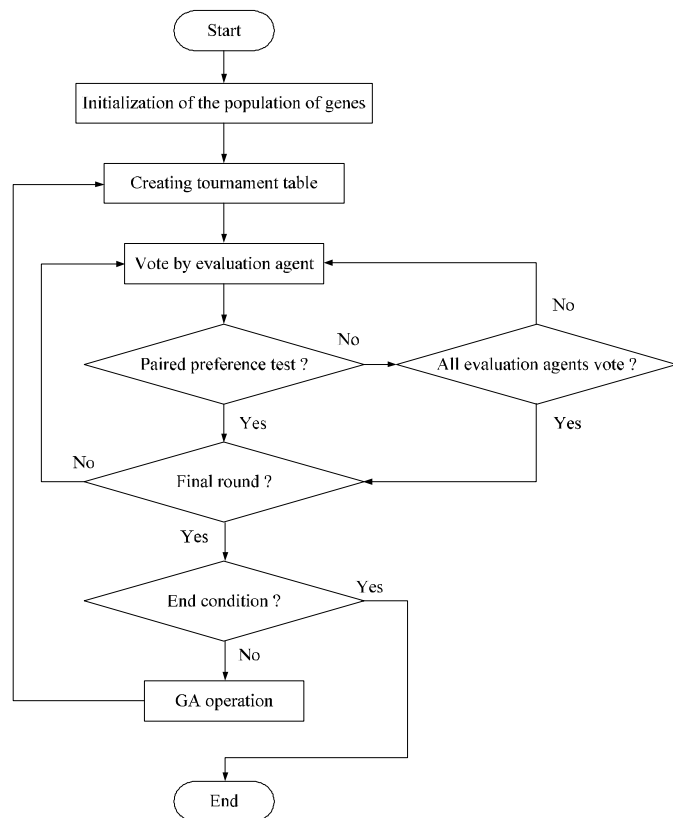 Start
Initialization of the population of genes
Creating tournament table
Vote by evaluation agent
No
No
Paired preference test ?
All evaluation agents vote ?
Yes
Yes
No
Final round ?
Yes
Yes
End condition ?
No
GA operation
End